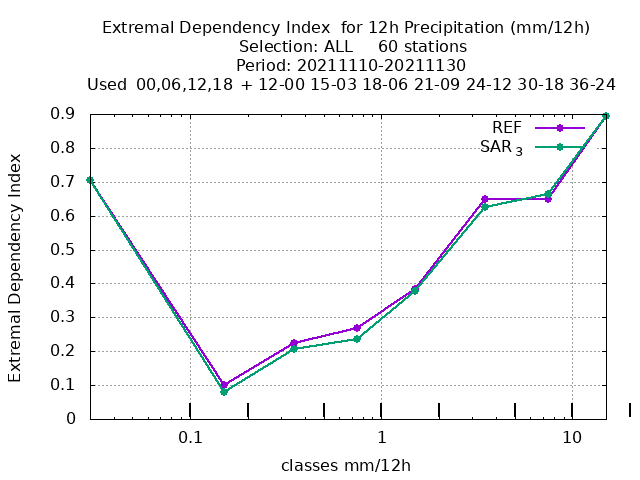 Extremal Dependency Index  for 12h Precipitation (mm/12h)
Selection: ALL     60 stations
Period: 20211110-20211130
Used  00,06,12,18 + 12-00 15-03 18-06 21-09 24-12 30-18 36-24
REF
SAR 3
0.9
0.8
0.7
0.6
0.5
0.4
0.3
0.2
0.1
0
Extremal Dependency Index
0.1 1 10
classes mm/12h